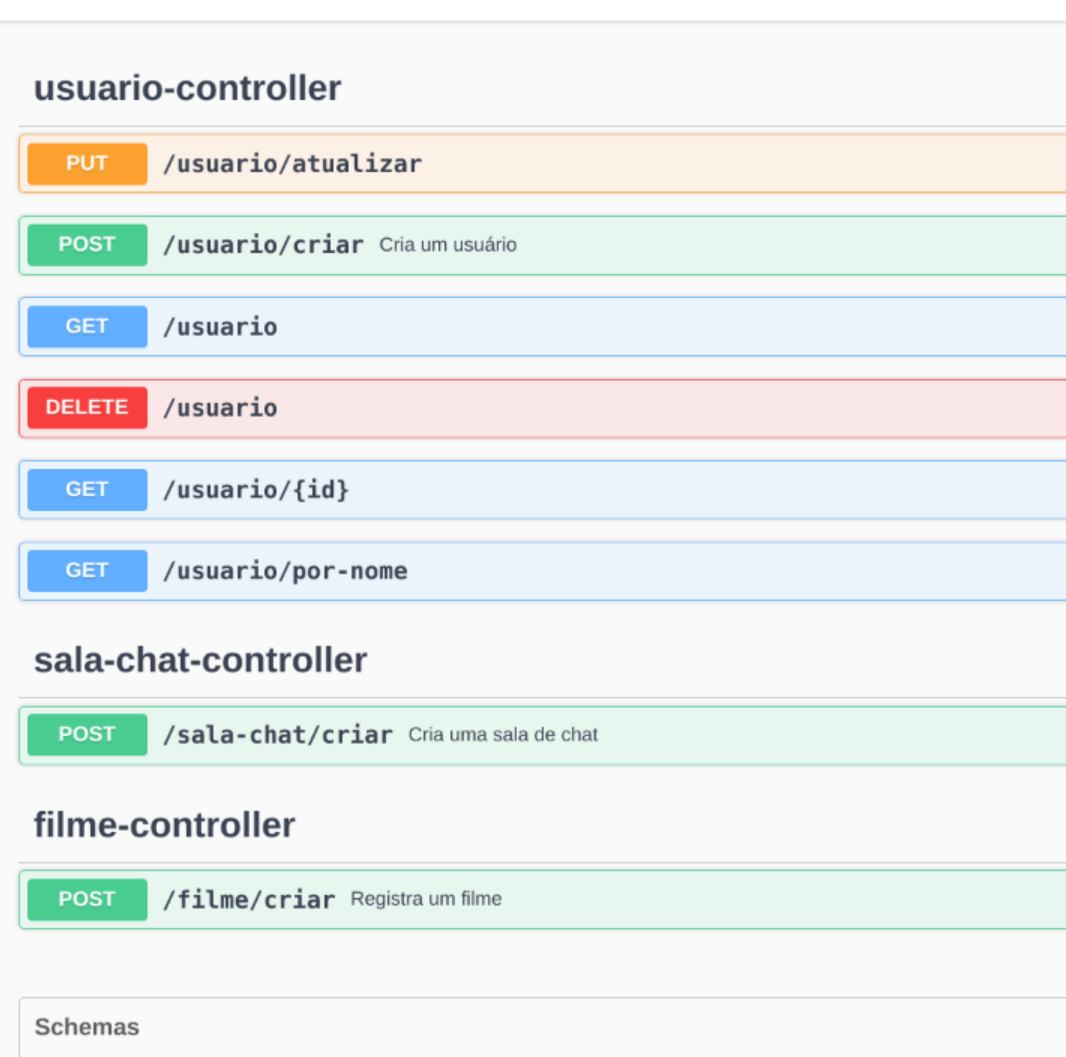 usuario-controller
PUT /usuario/atualizar
POST /usuario/criar Cria um usuário
GET /usuario
DELETE /usuario
GET /usuario/{id}
GET /usuario/por-nome
sala-chat-controller
POST /sala-chat/criar Cria uma sala de chat
filme-controller
POST /filme/criar Registra um filme
Schemas